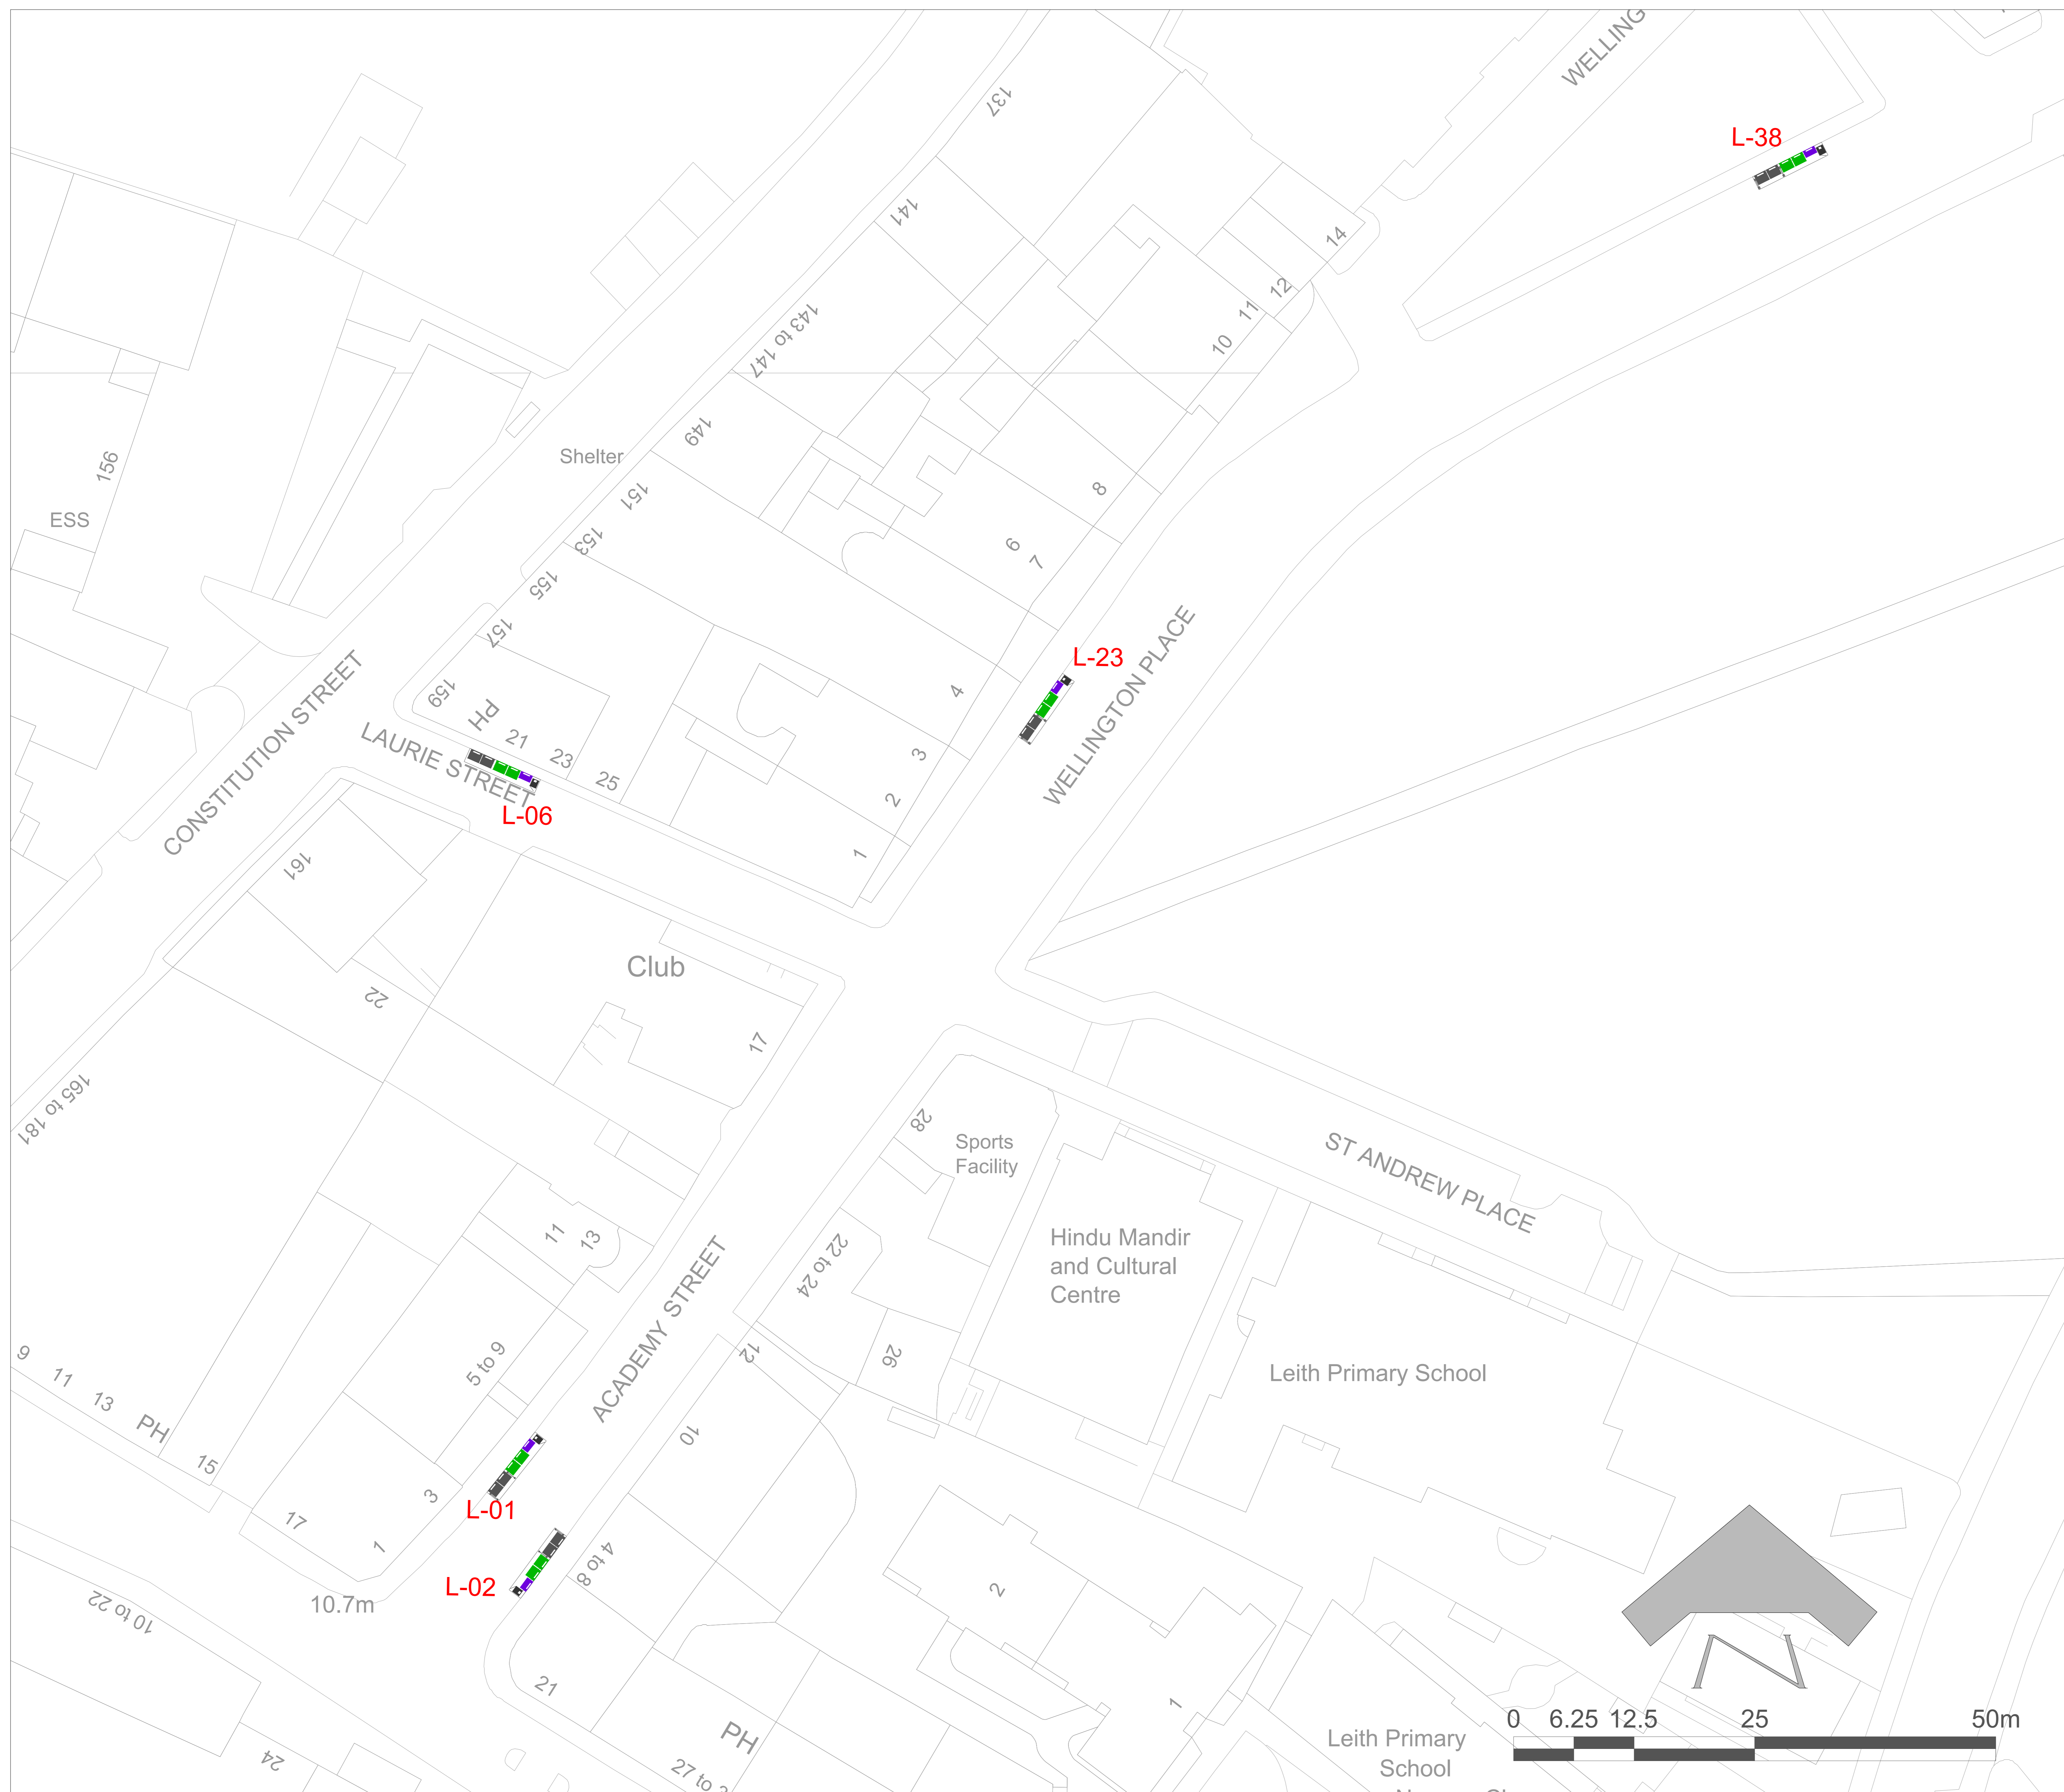 WELLING
L-38
137
141
14
12
143 to 147
11
10
149
Shelter
156
151
8
ESS
153
6
7
155
157
L-23
WELLINGTON PLACE
CONSTITUTION STREET
159
4
PH
21
23
25
LAURIE STREET
3
L-06
2
1
161
Club
22
17
165 to 181
28
Sports
Facility
ST ANDREW PLACE
11
13
22 to 24
Hindu Mandir
and Cultural
Centre
ACADEMY STREET
12
26
9
11
13
PH
15
5 to 9
Leith Primary School
10
3
L-01
17
1
4 to 8
L-02
10.7m
2
10 to 22
21
1
PH
24
27 to
0 6.25 12.5 25 50m
Leith Primary
School